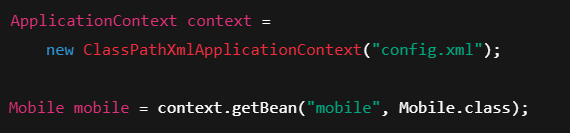 ApplicationContext context =
new ClassPathXmlApplicationContext("config.xml");
Mobile mobile = context.getBean("mobile", Mobile.class);